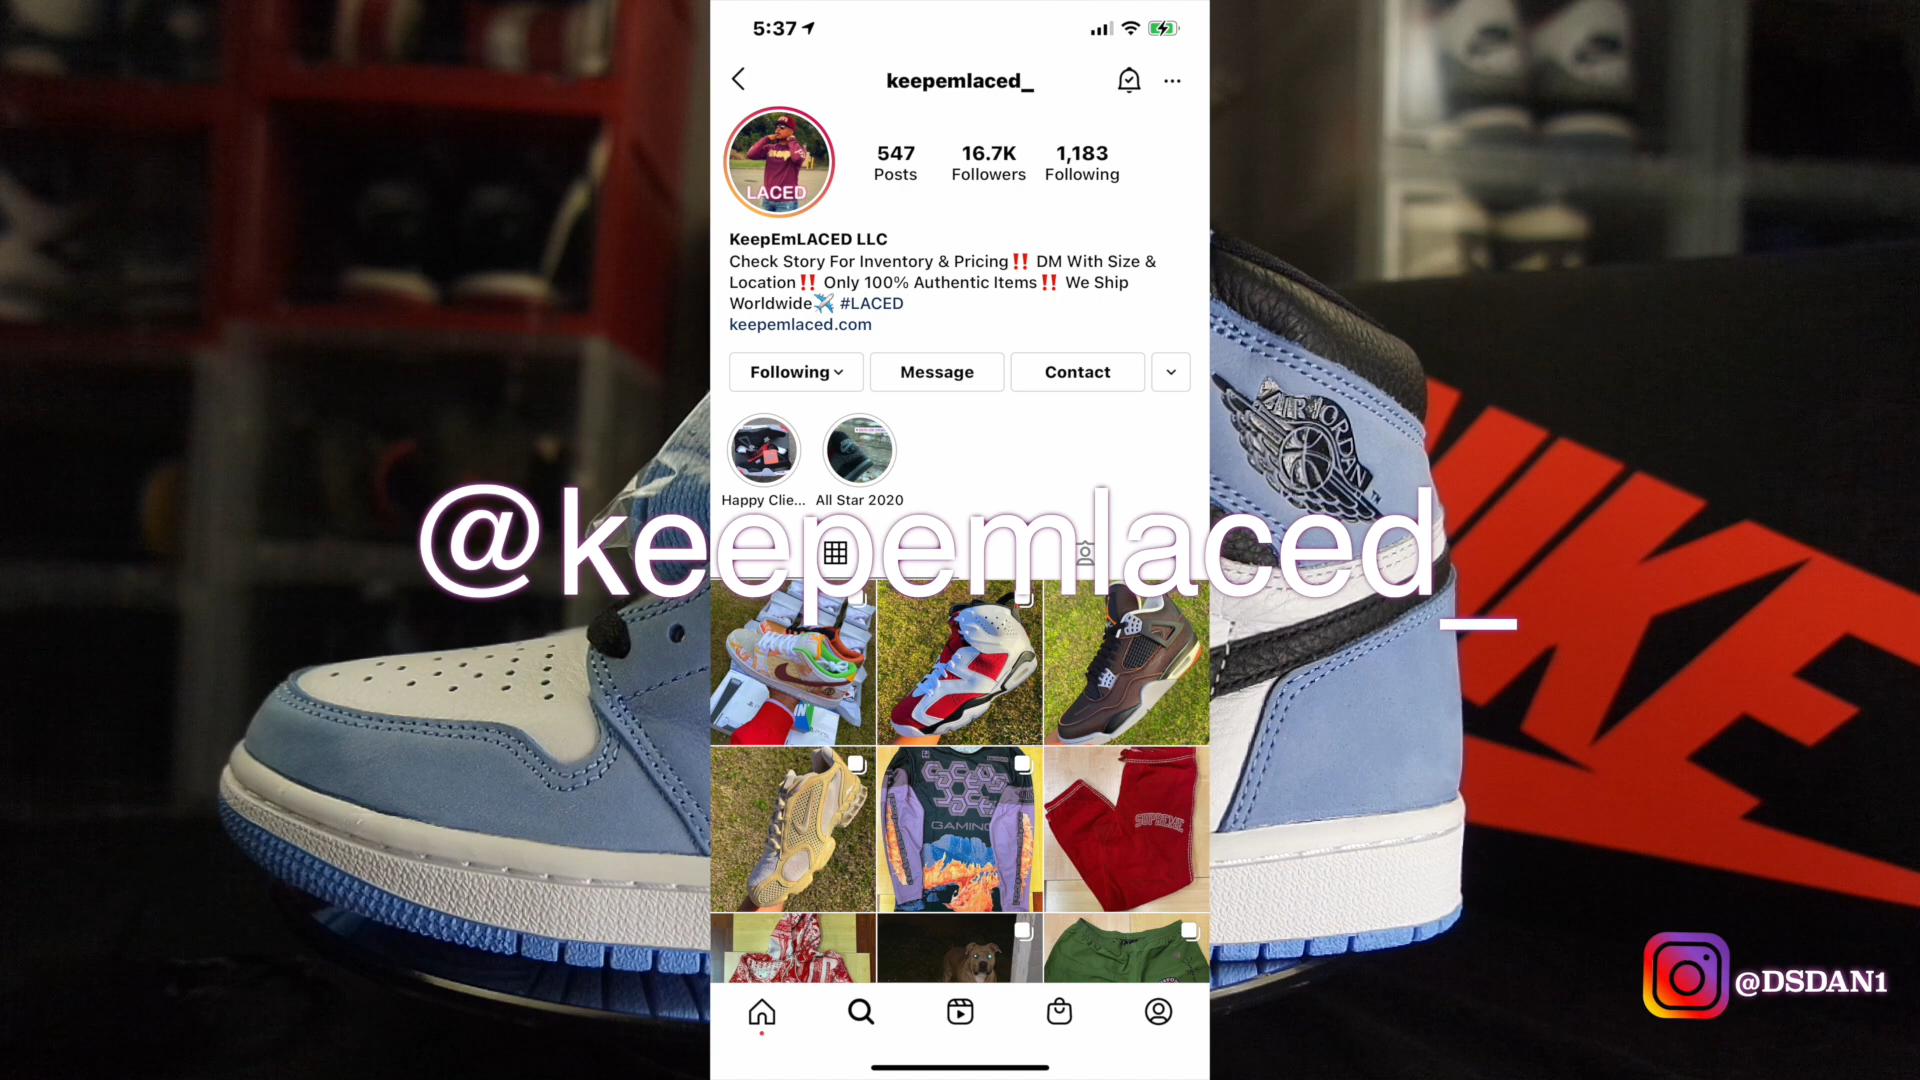 5:37
keepemlaced_
547
Posts
16.7K
Followers
1,183
Following
LACED
KeepEmLACED LLC
Check Story For Inventory & Pricing‼️ DM With Size &
Location‼️ Only 100% Authentic Items‼️ We Ship
Worldwide✈️ #LACED
keepemlaced.com
Following
Message
Contact
Happy Clie...
All Star 2020
@keepemlaced_
AIR JORDAN
NIKE
GAMING
SUPREME
@DSDAN1